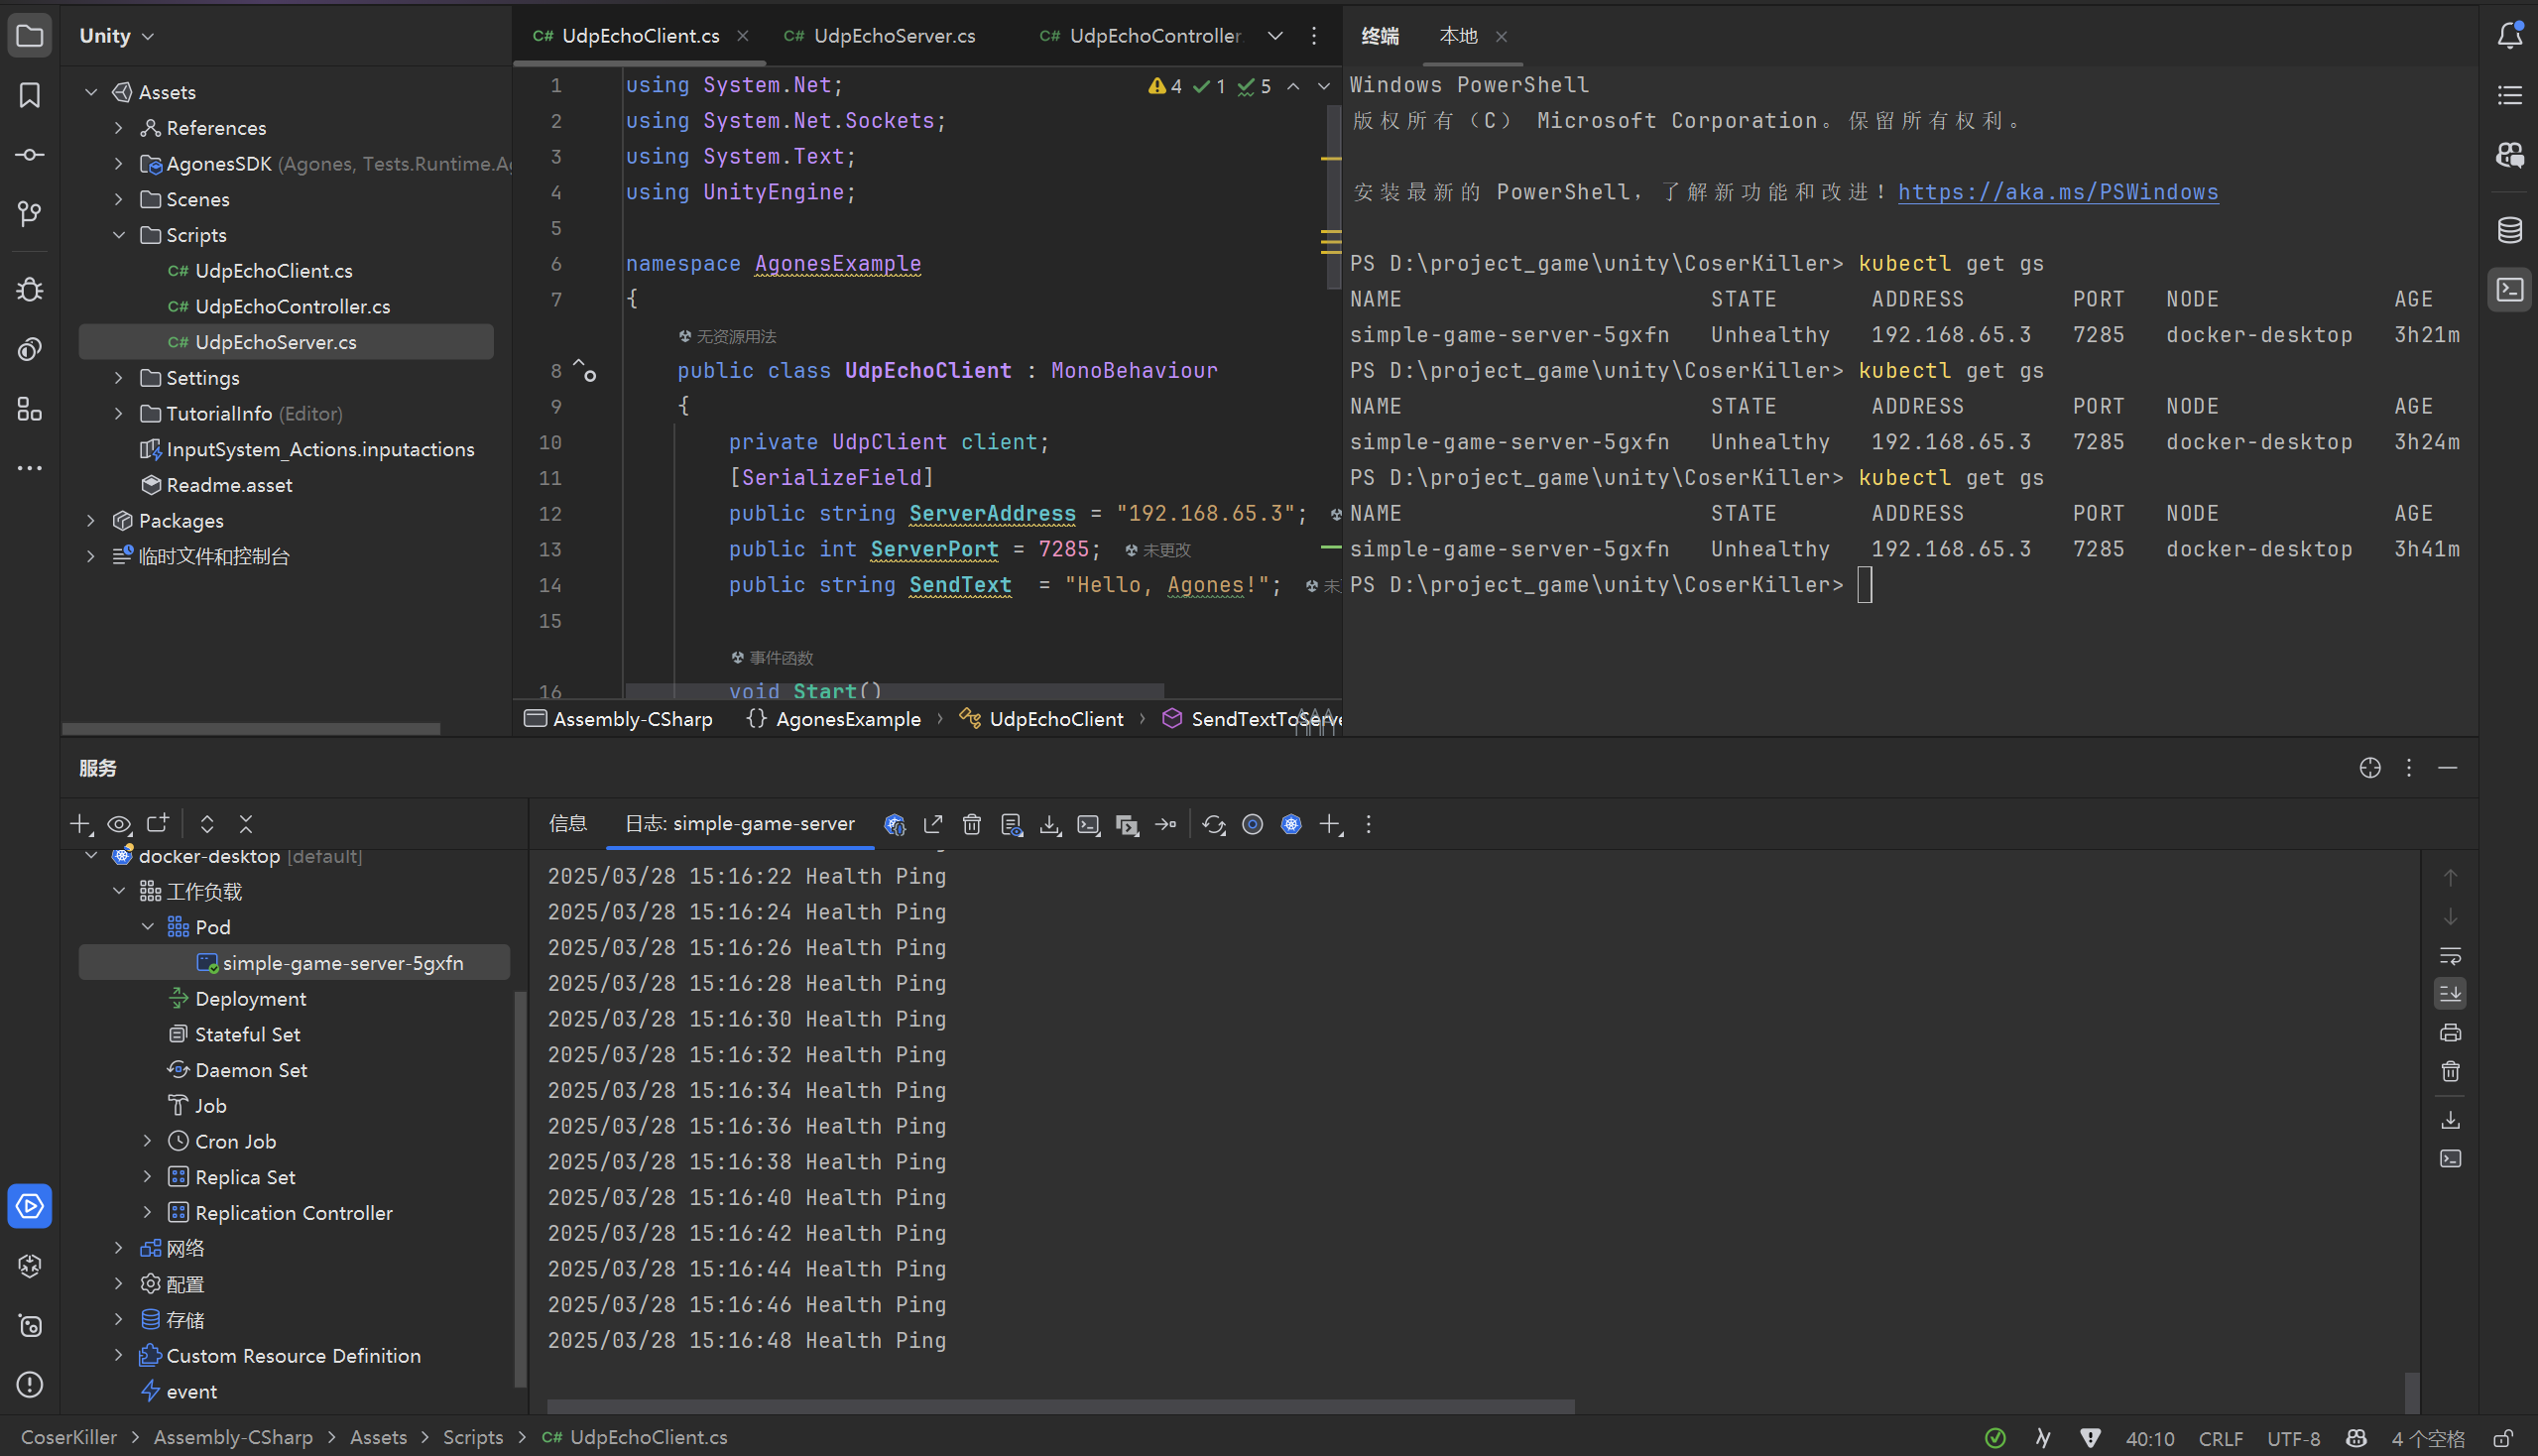 Unity
Assets
References
AgonesSDK (Agones, Tests.Runtime.Ag
Scenes
Scripts
C# UdpEchoClient.cs
C# UdpEchoController.cs
C# UdpEchoServer.cs
Settings
TutorialInfo (Editor)
InputSystem_Actions.inputactions
Readme.asset
Packages
临时文件和控制台
C# UdpEchoClient.cs
C# UdpEchoServer.cs
C# UdpEchoController
4 1 5
1 using System.Net;
2 using System.Net.Sockets;
3 using System.Text;
4 using UnityEngine;
5
6 namespace AgonesExample
7 {
无资源用法
8 public class UdpEchoClient : MonoBehaviour
9 {
10 private UdpClient client;
11 [SerializeField]
12 public string ServerAddress = "192.168.65.3";
13 public int ServerPort = 7285; 未更改
14 public string SendText = "Hello, Agones!"; 未
15
事件函数
16 void Start()
Assembly-CSharp {} AgonesExample › UdpEchoClient › SendTextToServe
终端 本地
Windows PowerShell
版权所有（C） Microsoft Corporation。保留所有权利。
安装最新的 PowerShell，了解新功能和改进！https://aka.ms/PSWindows
PS D:\project_game\unity\CoserKiller> kubectl get gs
NAME STATE ADDRESS PORT NODE AGE
simple-game-server-5gxfn Unhealthy 192.168.65.3 7285 docker-desktop 3h21m
PS D:\project_game\unity\CoserKiller> kubectl get gs
NAME STATE ADDRESS PORT NODE AGE
simple-game-server-5gxfn Unhealthy 192.168.65.3 7285 docker-desktop 3h24m
PS D:\project_game\unity\CoserKiller> kubectl get gs
NAME STATE ADDRESS PORT NODE AGE
simple-game-server-5gxfn Unhealthy 192.168.65.3 7285 docker-desktop 3h41m
PS D:\project_game\unity\CoserKiller>
服务
docker-desktop [default]
工作负载
Pod
simple-game-server-5gxfn
Deployment
Stateful Set
Daemon Set
Job
Cron Job
Replica Set
Replication Controller
网络
配置
存储
Custom Resource Definition
event
信息 日志: simple-game-server
2025/03/28 15:16:22 Health Ping
2025/03/28 15:16:24 Health Ping
2025/03/28 15:16:26 Health Ping
2025/03/28 15:16:28 Health Ping
2025/03/28 15:16:30 Health Ping
2025/03/28 15:16:32 Health Ping
2025/03/28 15:16:34 Health Ping
2025/03/28 15:16:36 Health Ping
2025/03/28 15:16:38 Health Ping
2025/03/28 15:16:40 Health Ping
2025/03/28 15:16:42 Health Ping
2025/03/28 15:16:44 Health Ping
2025/03/28 15:16:46 Health Ping
2025/03/28 15:16:48 Health Ping
CoserKiller › Assembly-CSharp › Assets › Scripts › C# UdpEchoClient.cs
40:10 CRLF UTF-8 4 个空格